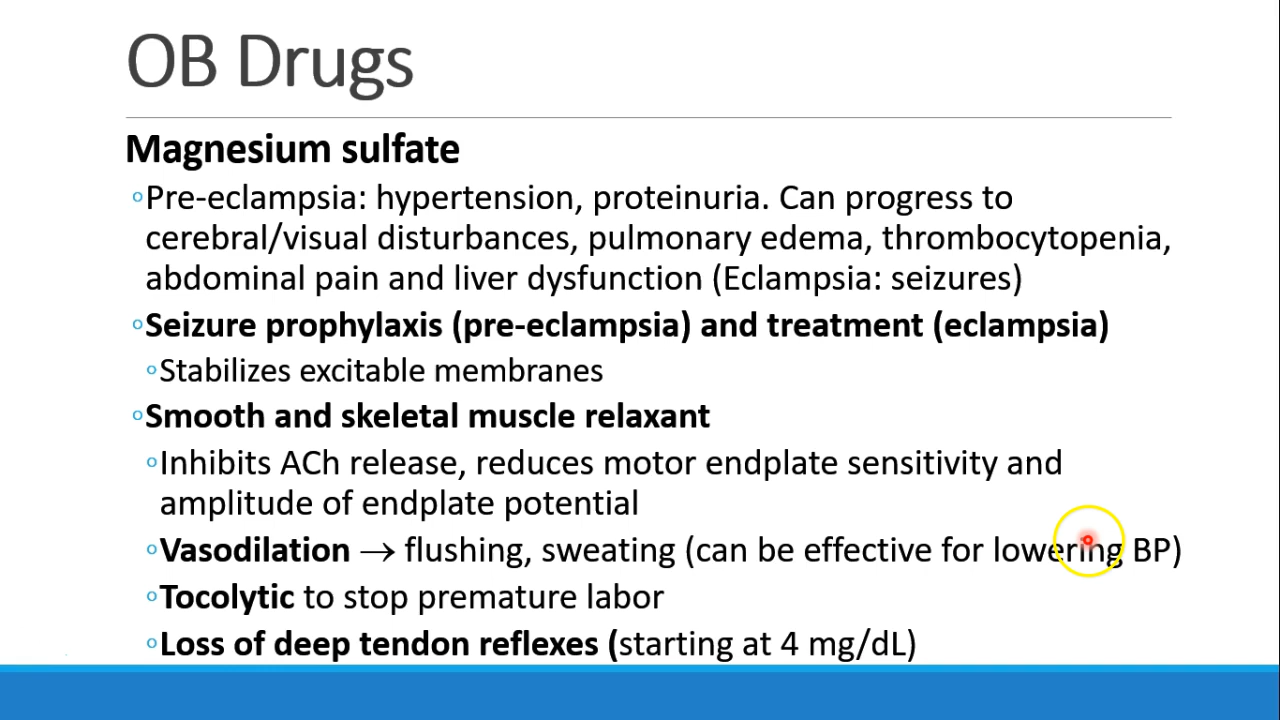 OB Drugs
Magnesium sulfate
◦Pre-eclampsia: hypertension, proteinuria. Can progress to
cerebral/visual disturbances, pulmonary edema, thrombocytopenia,
abdominal pain and liver dysfunction (Eclampsia: seizures)
◦Seizure prophylaxis (pre-eclampsia) and treatment (eclampsia)
◦Stabilizes excitable membranes
◦Smooth and skeletal muscle relaxant
◦Inhibits ACh release, reduces motor endplate sensitivity and
amplitude of endplate potential
◦Vasodilation → flushing, sweating (can be effective for lowering BP)
◦Tocolytic to stop premature labor
◦Loss of deep tendon reflexes (starting at 4 mg/dL)